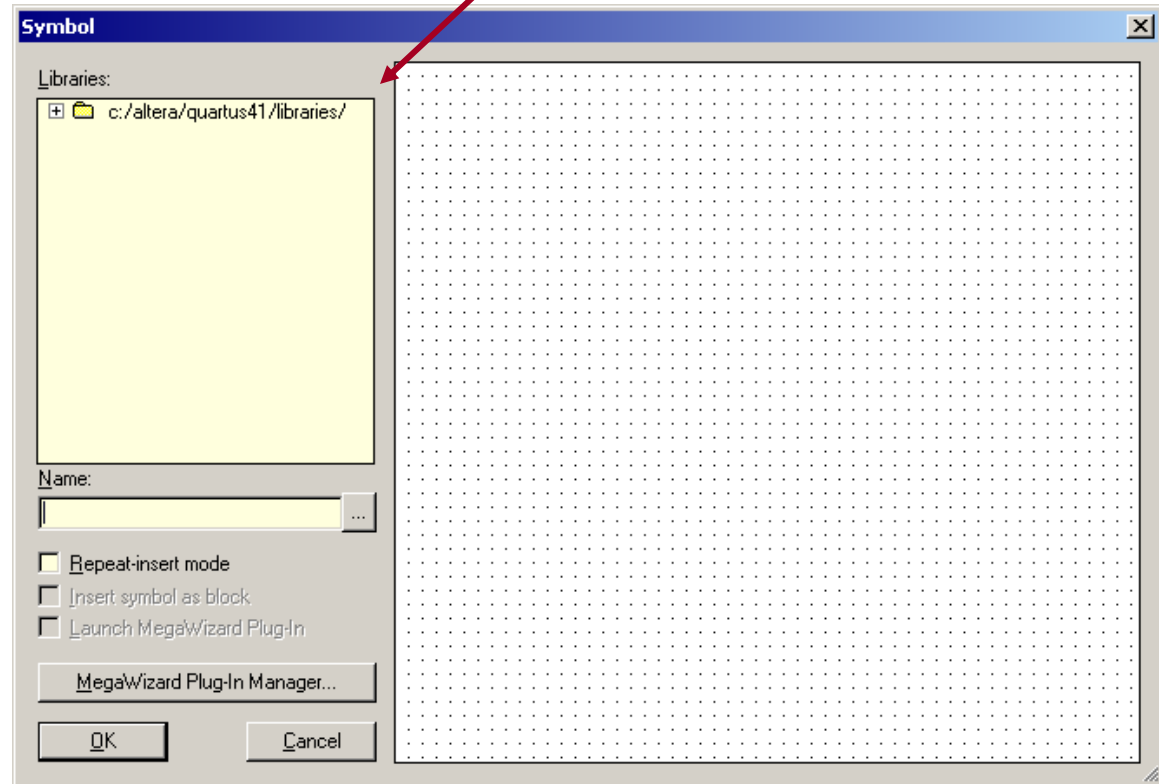 Symbol
Libraries:
c:/altera/quartus41/libraries/
Name:
...
Repeat-insert mode
Insert symbol as block
Launch MegaWizard Plug-In
MegaWizard Plug-In Manager...
OK Cancel